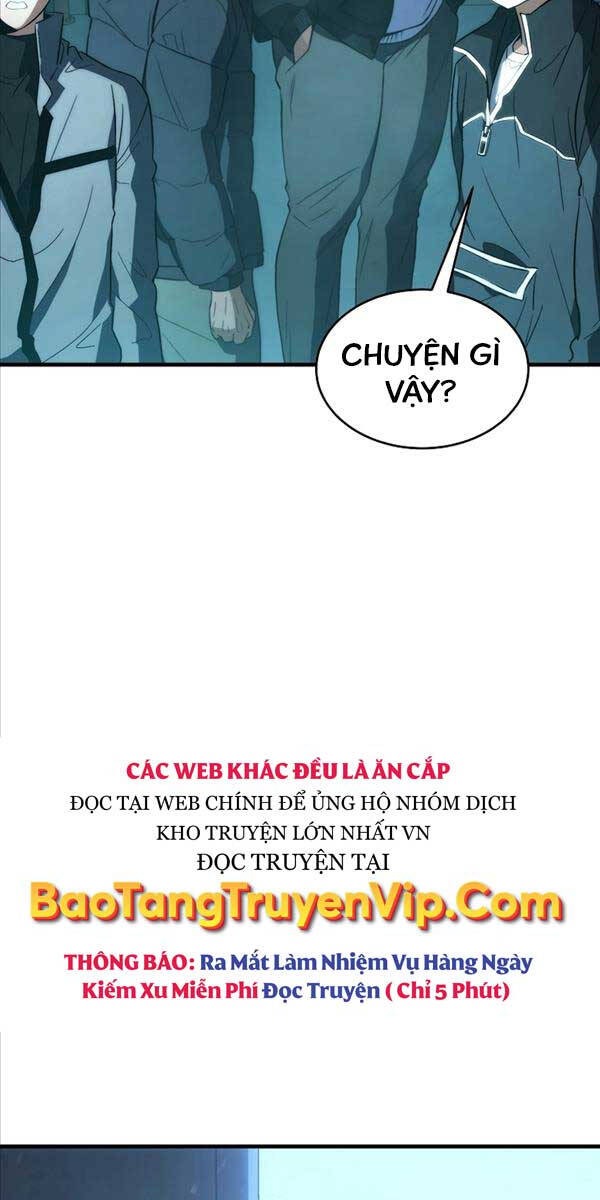 CHUYỆN GÌ
VẬY?
CÁC WEB KHÁC ĐỀU LÀ ĂN CẮP
ĐỌC TẠI WEB CHÍNH ĐỂ ỦNG HỘ NHÓM DỊCH
KHO TRUYỆN LỚN NHẤT VN
ĐỌC TRUYỆN TẠI
BaoTangTruyenVip.Com
THÔNG BÁO: Ra Mắt Làm Nhiệm Vụ Hàng Ngày
Kiếm Xu Miễn Phí Đọc Truyện ( Chỉ 5 Phút)